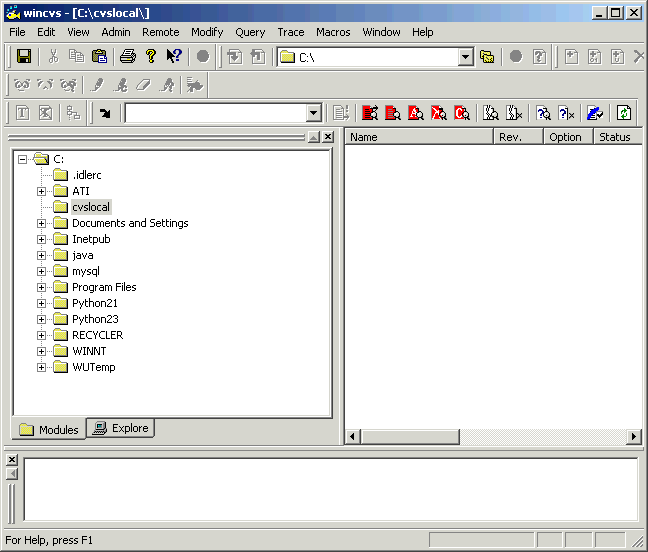 wincvs - [C:\cvslocal\]
File Edit View Admin Remote Modify Query Trace Macros Window Help
C:\
Name Rev. Option Status
C:
.idlerc
ATI
cvslocal
Documents and Settings
Inetpub
java
mysql
Program Files
Python21
Python23
RECYCLER
WINNT
WUTemp
Modules Explore
For Help, press F1